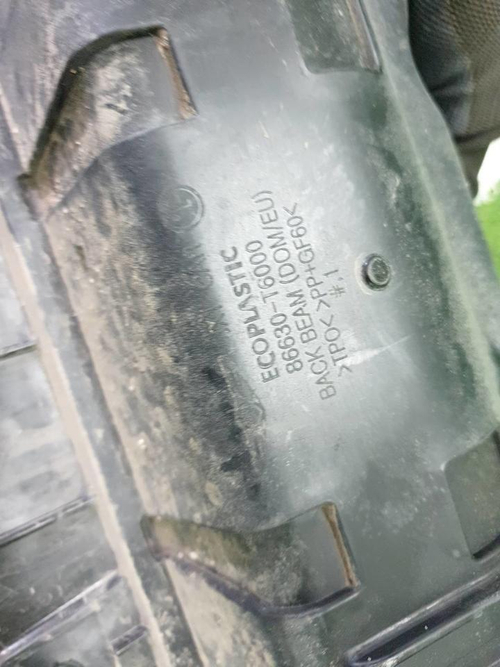 ECOPLASTIC
86630-T6000
BACK BEAM (DOM/EU)
>TPO< >PP+GF60<
#.1